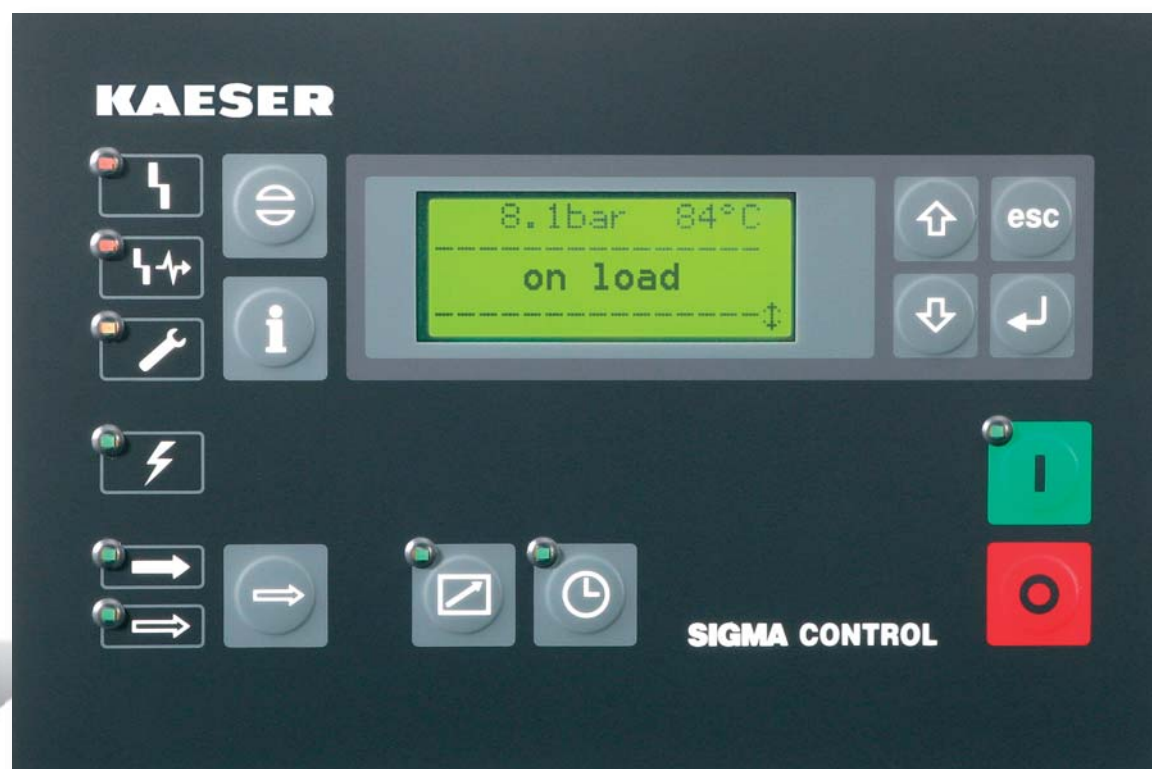 KAESER
8.1bar 84°C
on load
esc
i
I
O
SIGMA CONTROL